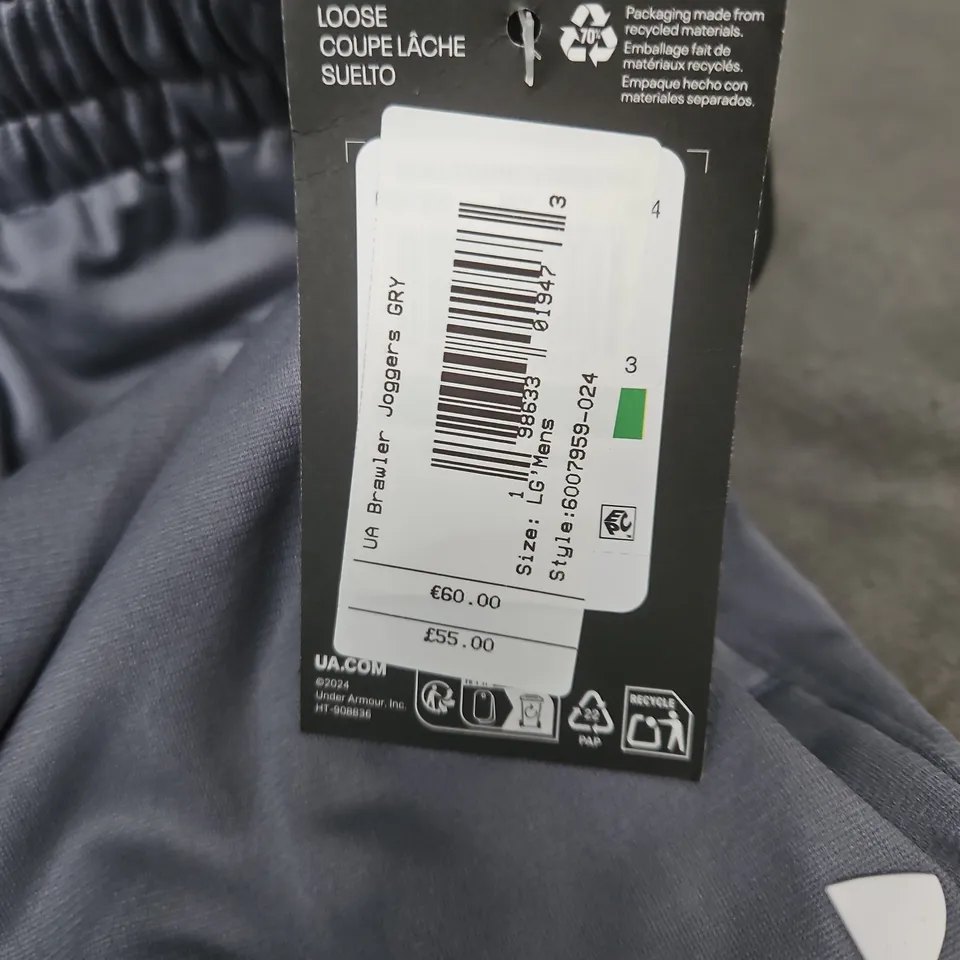 LOOSE
COUPE LÂCHE
SUELTO
70%
Packaging made from
recycled materials.
Emballage fait de
matériaux recyclés.
Empaque hecho con
materiales separados.
4
3
UA Brawler Joggers GRY
1 98633 01947 3
Size: LG'Mens
Style:6007959-024
€60.00
£55.00
UA.COM
©2024
Under Armour, Inc.
HT-908836
22
PAP
RECYCLE